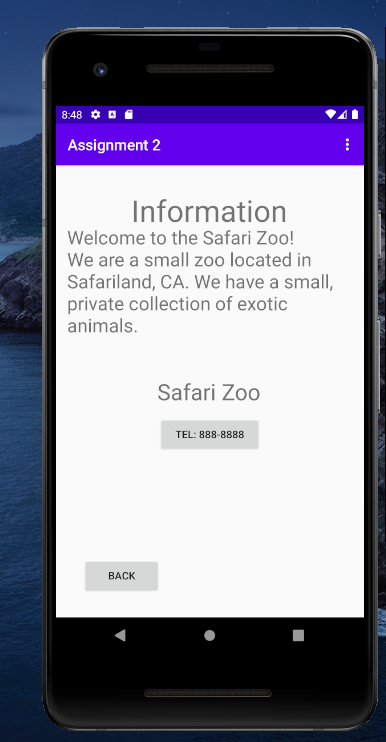 8:48
Assignment 2
Information
Welcome to the Safari Zoo!
We are a small zoo located in
Safariland, CA. We have a small,
private collection of exotic
animals.
Safari Zoo
TEL: 888-8888
BACK